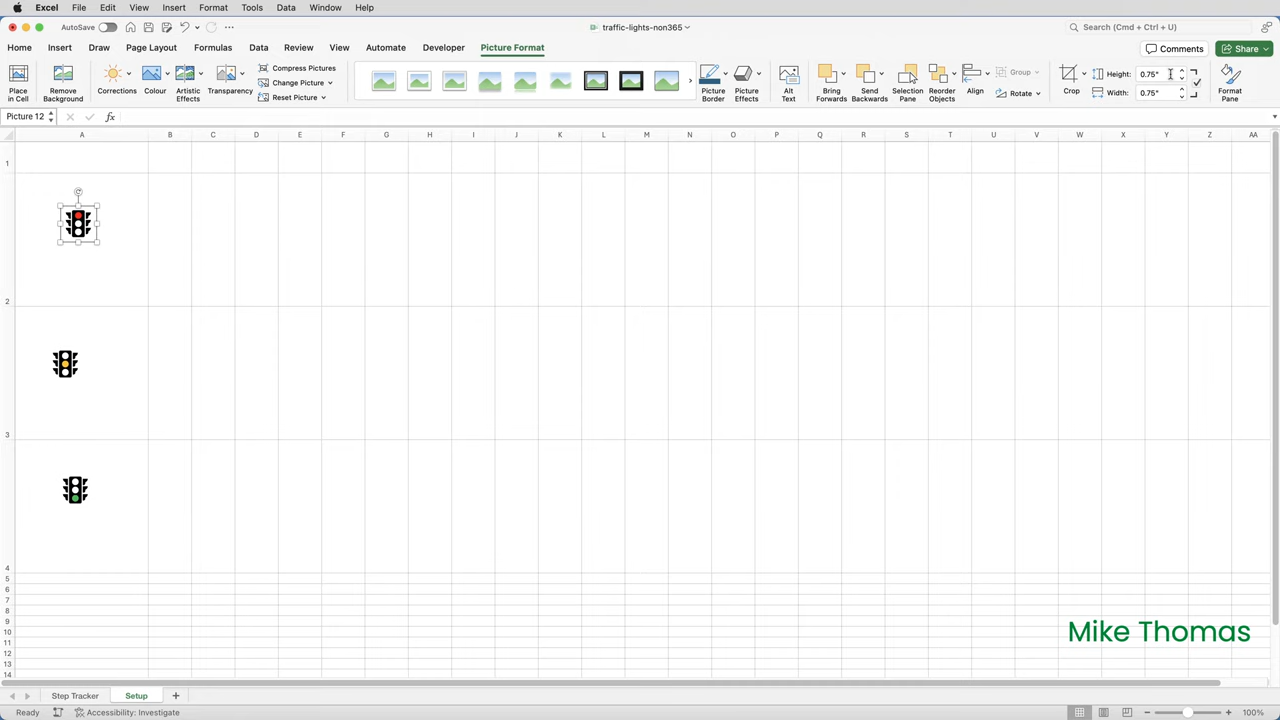 Excel File Edit View Insert Format Tools Data Window Help
AutoSave traffic-lights-non365 Search (Cmd + Ctrl + U)
Home Insert Draw Page Layout Formulas Data Review View Automate Developer Picture Format Comments Share
Place in Cell Remove Background Corrections Colour Artistic Effects Transparency Compress Pictures Change Picture Reset Picture Picture Border Picture Effects Alt Text Bring Forwards Send Backwards Selection Pane Reorder Objects Align Group Rotate Crop Height: 0.75" Width: 0.75" Format Pane
Picture 12 fx
A B C D E F G H I J K L M N O P Q R S T U V W X Y Z AA
1
2
3
4
5
6
7
8
9
10
11
12
13
14
Mike Thomas
Step Tracker Setup +
Ready Accessibility: Investigate 100%